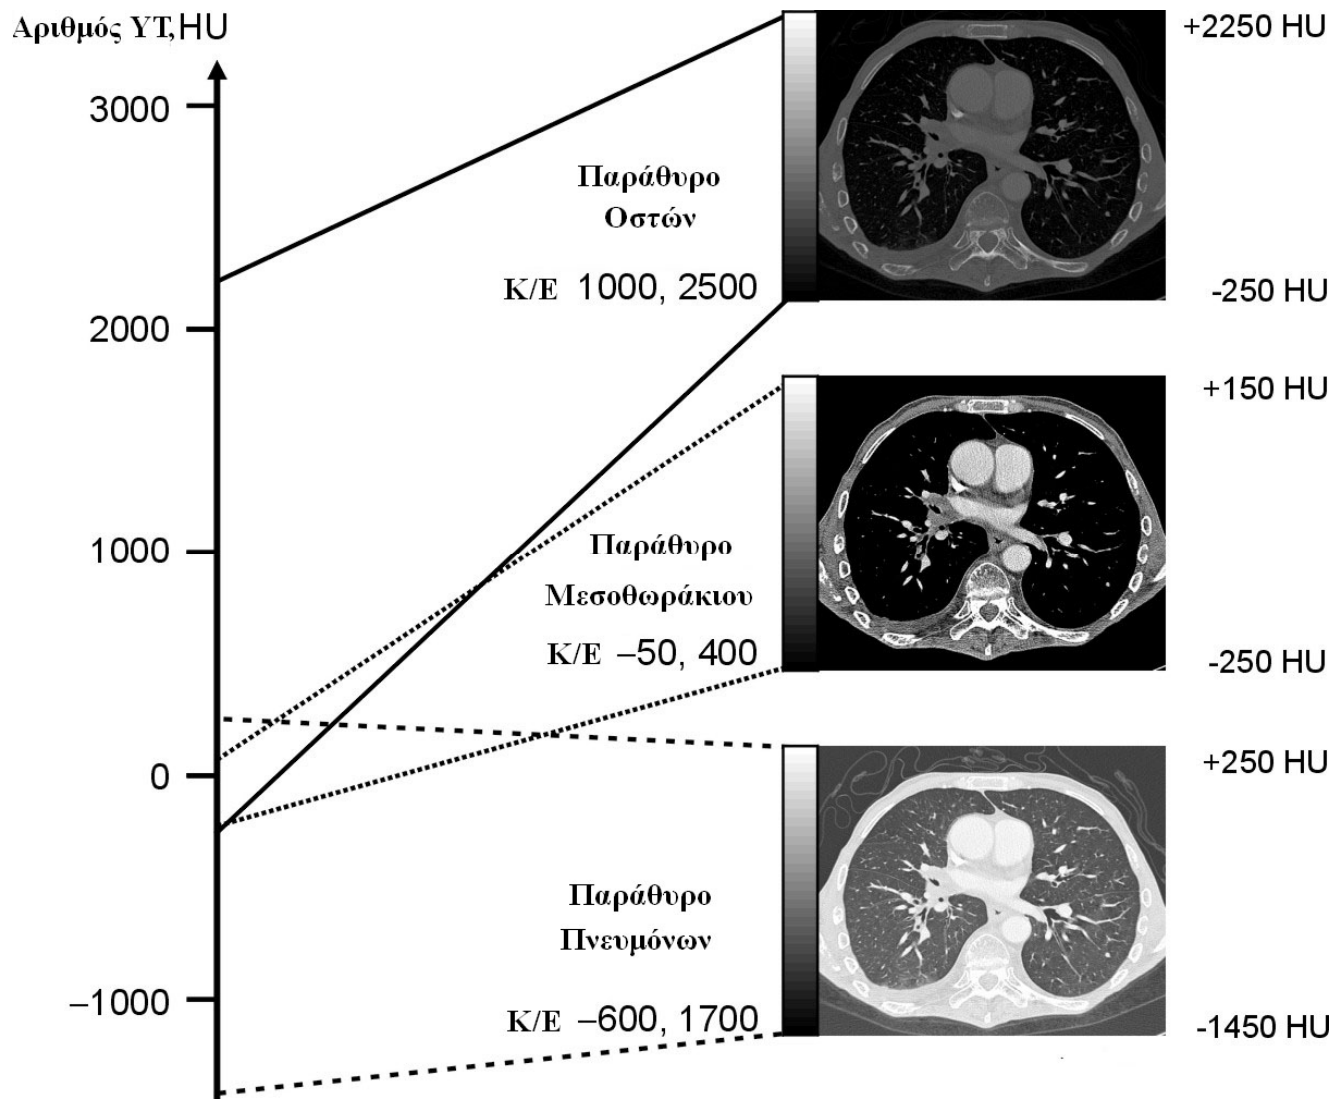 Αριθμός ΥΤ,HU
3000
2000
1000
0
–1000
Παράθυρο
Οστών
Κ/Ε 1000, 2500
+2250 HU
-250 HU
Παράθυρο
Μεσοθωράκιου
Κ/Ε –50, 400
+150 HU
-250 HU
Παράθυρο
Πνευμόνων
Κ/Ε –600, 1700
+250 HU
-1450 HU